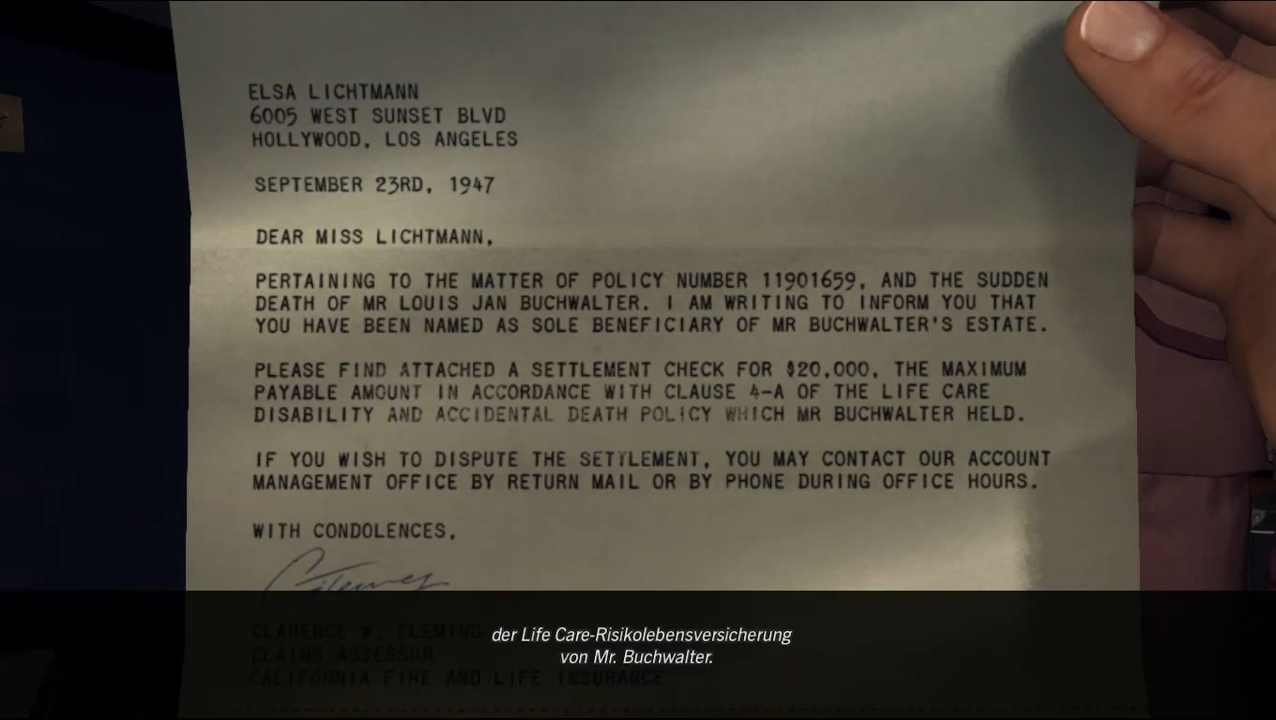 ELSA LICHTMANN
6005 WEST SUNSET BLVD
HOLLYWOOD, LOS ANGELES
SEPTEMBER 23RD, 1947
DEAR MISS LICHTMANN,
PERTAINING TO THE MATTER OF POLICY NUMBER 11901659, AND THE SUDDEN
DEATH OF MR LOUIS JAN BUCHWALTER. I AM WRITING TO INFORM YOU THAT
YOU HAVE BEEN NAMED AS SOLE BENEFICIARY OF MR BUCHWALTER'S ESTATE.
PLEASE FIND ATTACHED A SETTLEMENT CHECK FOR $20,000, THE MAXIMUM
PAYABLE AMOUNT IN ACCORDANCE WITH CLAUSE 4-A OF THE LIFE CARE
DISABILITY AND ACCIDENTAL DEATH POLICY WHICH MR BUCHWALTER HELD.
IF YOU WISH TO DISPUTE THE SETTLEMENT, YOU MAY CONTACT OUR ACCOUNT
MANAGEMENT OFFICE BY RETURN MAIL OR BY PHONE DURING OFFICE HOURS.
WITH CONDOLENCES,
CLARENCE W. FLEMING
CLAIMS ASSESSOR
CALIFORNIA FIRE AND LIFE INSURANCE
der Life Care-Risikolebensversicherung
von Mr. Buchwalter.